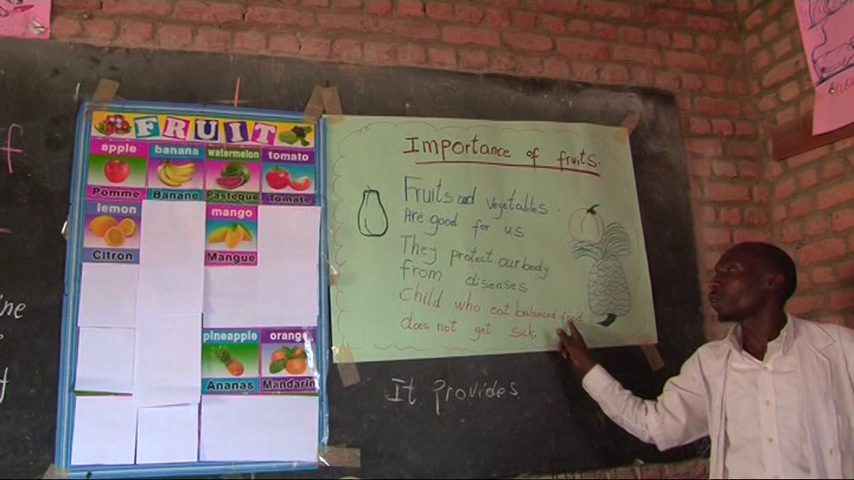 FRUIT
apple banana watermelon tomato
Pomme Banane Pasteque Tomate
lemon mango
Citron Mangue
pineapple orange
Ananas Mandarin
Importance of fruits.
Fruits and vegetables.
Are good for us
They protect our body
from diseases
Child who eat balanced food
does not get sick.
It provides